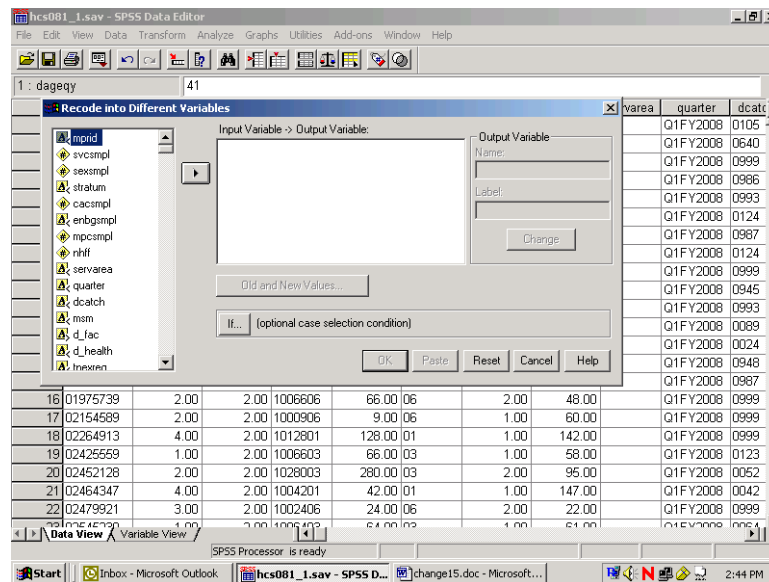 hcs081_1.sav - SPSS Data Editor
File Edit View Data Transform Analyze Graphs Utilities Add-ons Window Help
1 : dageqy 41
Recode into Different Variables
varea quarter dcatc
mprid
svcsmpl
sexsmpl
stratum
cacsmpl
enbgsmpl
mpcsmpl
nhff
servarea
quarter
dcatch
msm
d_fac
d_health
Input Variable -> Output Variable:
Output Variable
Name:
Label:
Change
Old and New Values...
If... (optional case selection condition)
OK Paste Reset Cancel Help
Q1FY2008 0105
Q1FY2008 0640
Q1FY2008 0999
Q1FY2008 0986
Q1FY2008 0993
Q1FY2008 0124
Q1FY2008 0987
Q1FY2008 0124
Q1FY2008 0999
Q1FY2008 0945
Q1FY2008 0993
Q1FY2008 0089
Q1FY2008 0024
Q1FY2008 0948
Q1FY2008 0987
16 01975739 2.00 2.00 1006606 66.00 06 2.00 48.00 Q1FY2008 0999
17 02154589 2.00 2.00 1000906 9.00 06 1.00 60.00 Q1FY2008 0999
18 02264913 4.00 2.00 1012801 128.00 01 1.00 142.00 Q1FY2008 0999
19 02425559 1.00 2.00 1006603 66.00 03 1.00 58.00 Q1FY2008 0123
20 02452128 2.00 2.00 1028003 280.00 03 2.00 95.00 Q1FY2008 0052
21 02464347 4.00 2.00 1004201 42.00 01 1.00 147.00 Q1FY2008 0042
22 02479921 3.00 2.00 1002406 24.00 06 2.00 22.00 Q1FY2008 0999
Data View Variable View
SPSS Processor is ready
Start Inbox - Microsoft Outlook hcs081_1.sav - SPSS D... change15.doc - Microsoft... 2:44 PM